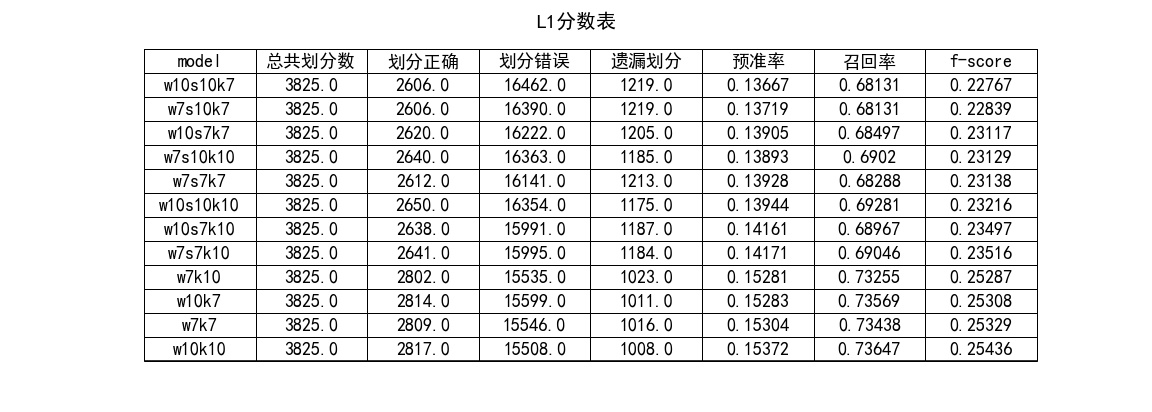 L1分数表
model 总共划分数 划分正确 划分错误 遗漏划分 预准率 召回率 f-score
w10s10k7 3825.0 2606.0 16462.0 1219.0 0.13667 0.68131 0.22767
w7s10k7 3825.0 2606.0 16390.0 1219.0 0.13719 0.68131 0.22839
w10s7k7 3825.0 2620.0 16222.0 1205.0 0.13905 0.68497 0.23117
w7s10k10 3825.0 2640.0 16363.0 1185.0 0.13893 0.6902 0.23129
w7s7k7 3825.0 2612.0 16141.0 1213.0 0.13928 0.68288 0.23138
w10s10k10 3825.0 2650.0 16354.0 1175.0 0.13944 0.69281 0.23216
w10s7k10 3825.0 2638.0 15991.0 1187.0 0.14161 0.68967 0.23497
w7s7k10 3825.0 2641.0 15995.0 1184.0 0.14171 0.69046 0.23516
w7k10 3825.0 2802.0 15535.0 1023.0 0.15281 0.73255 0.25287
w10k7 3825.0 2814.0 15599.0 1011.0 0.15283 0.73569 0.25308
w7k7 3825.0 2809.0 15546.0 1016.0 0.15304 0.73438 0.25329
w10k10 3825.0 2817.0 15508.0 1008.0 0.15372 0.73647 0.25436